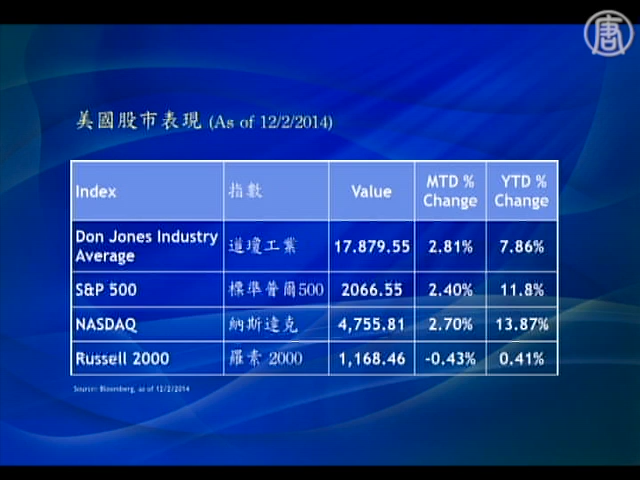 唐
美國股市表現 (As of 12/2/2014)
Index 指數 Value MTD % Change YTD % Change
Don Jones Industry Average 道瓊工業 17.879.55 2.81% 7.86%
S&P 500 標準普爾500 2066.55 2.40% 11.8%
NASDAQ 納斯達克 4,755.81 2.70% 13.87%
Russell 2000 羅素 2000 1,168.46 -0.43% 0.41%
Source: Bloomberg, as of 12/2/2014